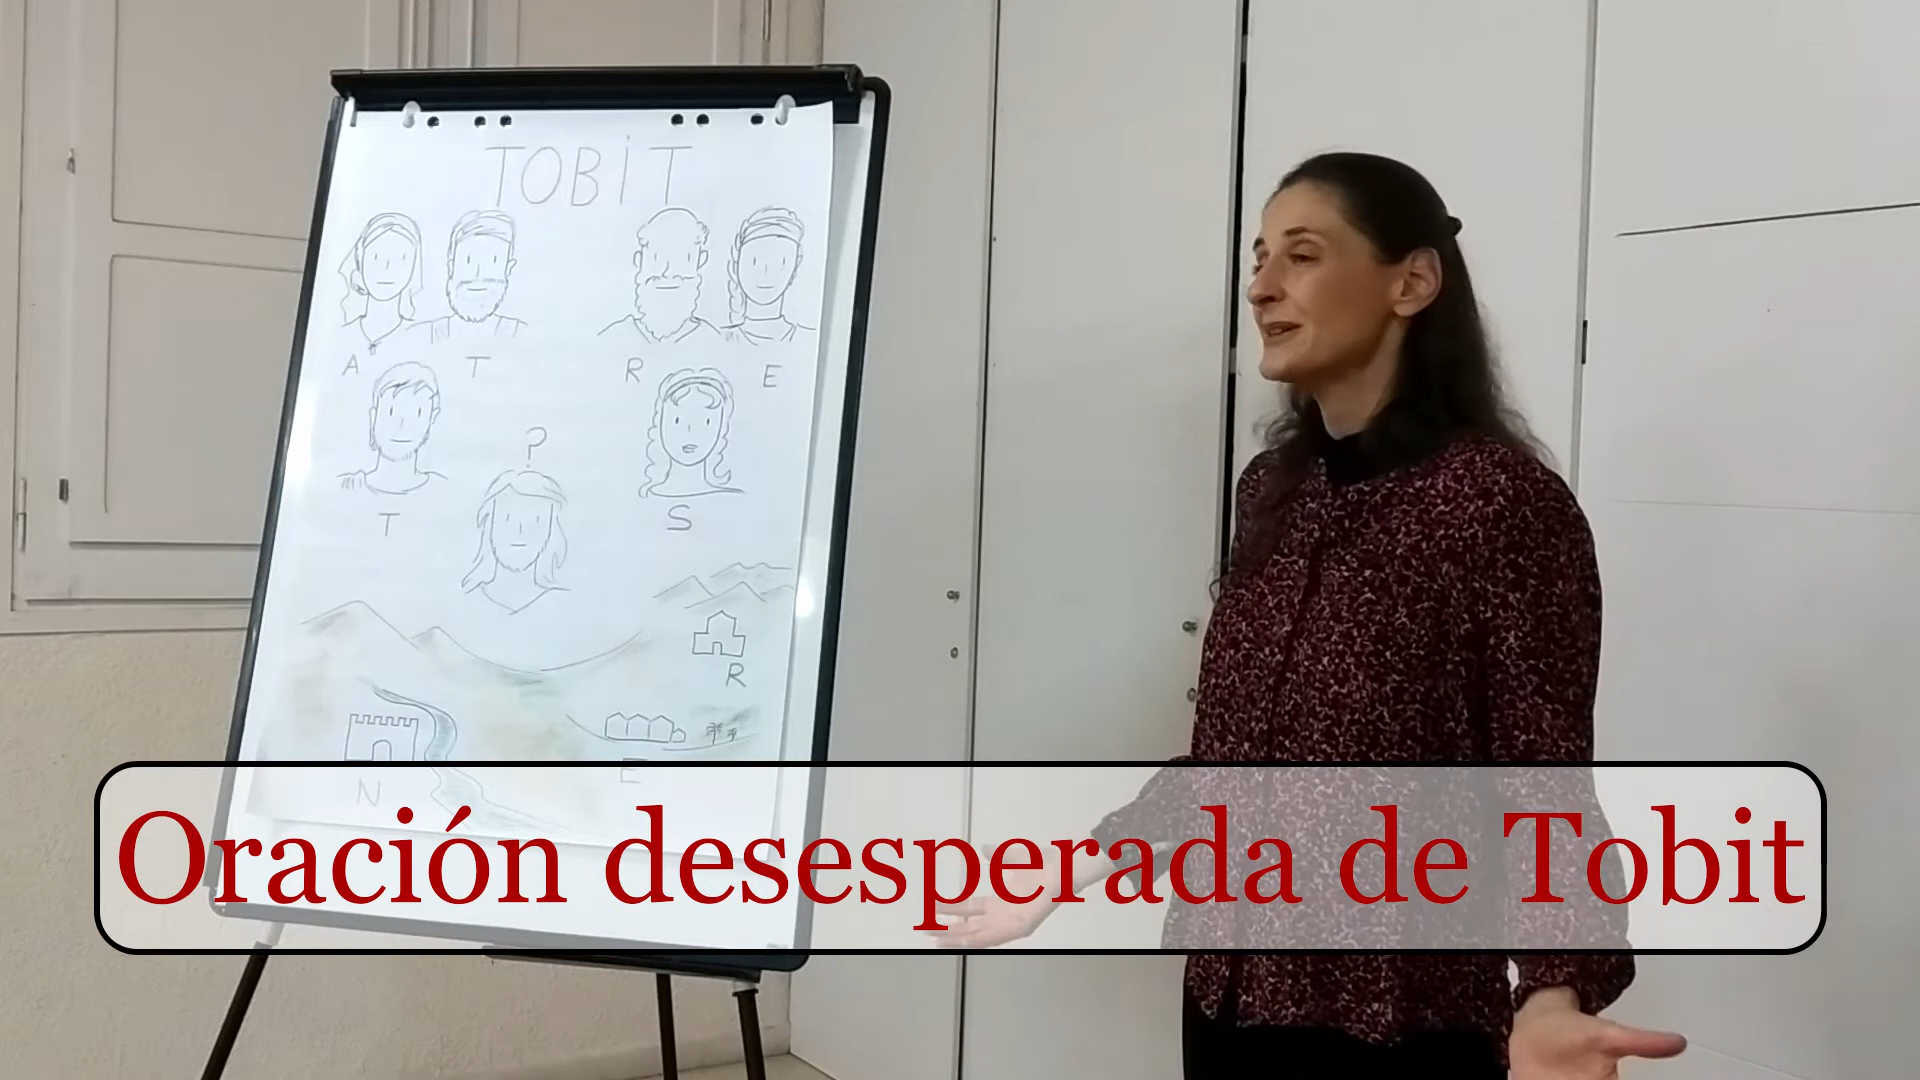 TOBiT
A T R E
?
T S
R
E
N
Oración desesperada de Tobit